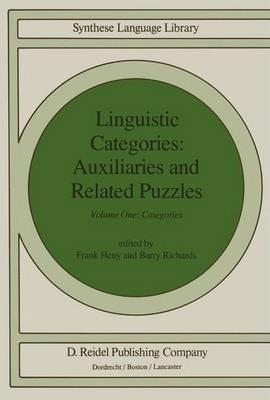 Synthese Language Library
Linguistic
Categories:
Auxiliaries and
Related Puzzles
Volume One: Categories
edited by
Frank Heny and Barry Richards
D. Reidel Publishing Company
Dordrecht / Boston / Lancaster